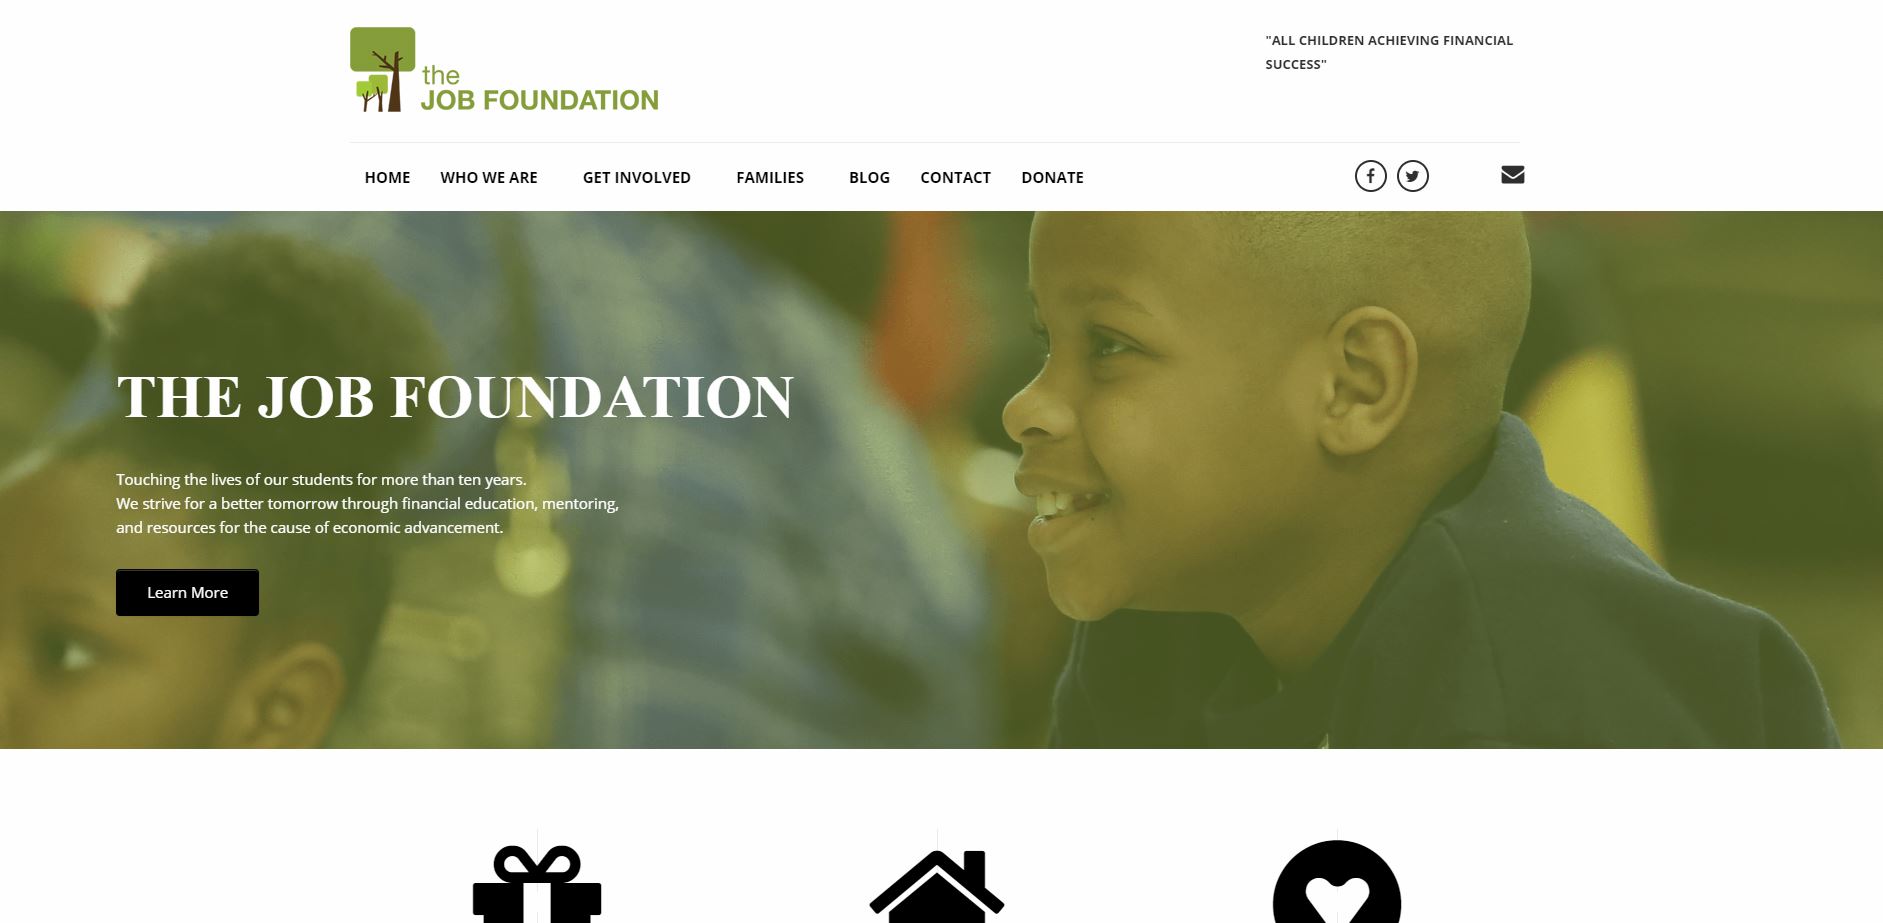 the
JOB FOUNDATION
"ALL CHILDREN ACHIEVING FINANCIAL
SUCCESS"
HOME WHO WE ARE GET INVOLVED FAMILIES BLOG CONTACT DONATE
THE JOB FOUNDATION
Touching the lives of our students for more than ten years.
We strive for a better tomorrow through financial education, mentoring,
and resources for the cause of economic advancement.
Learn More